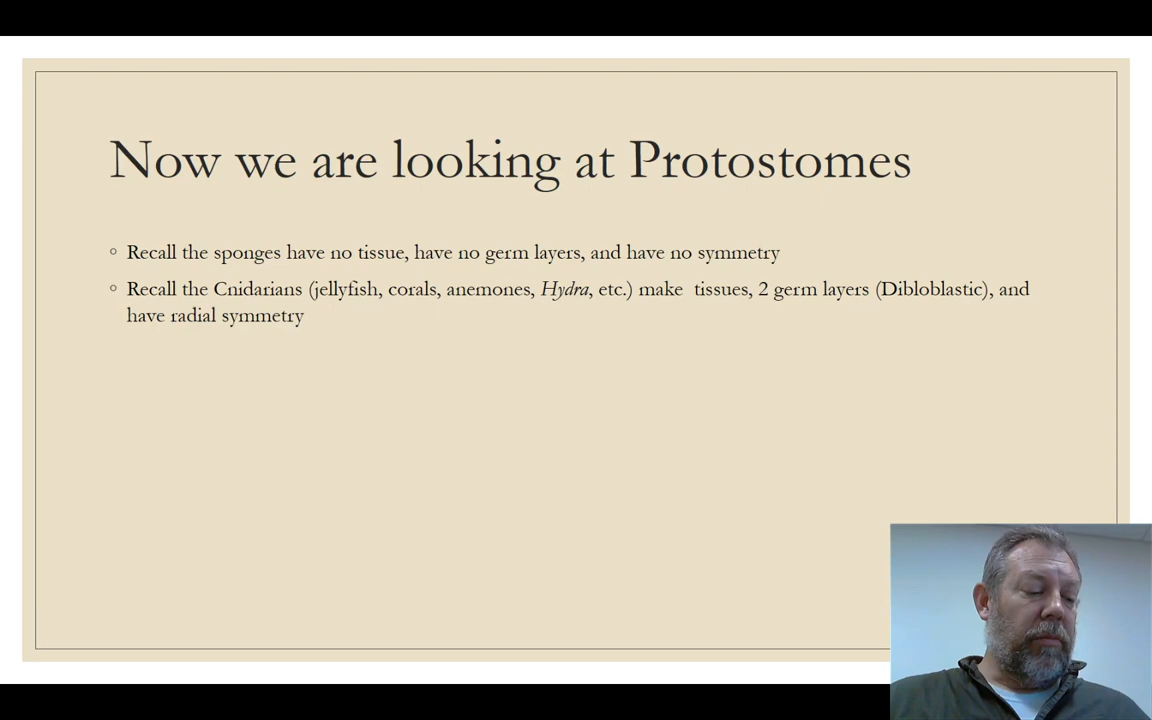 Now we are looking at Protostomes
◦ Recall the sponges have no tissue, have no germ layers, and have no symmetry
◦ Recall the Cnidarians (jellyfish, corals, anemones, Hydra, etc.) make  tissues, 2 germ layers (Dibloblastic), and
have radial symmetry